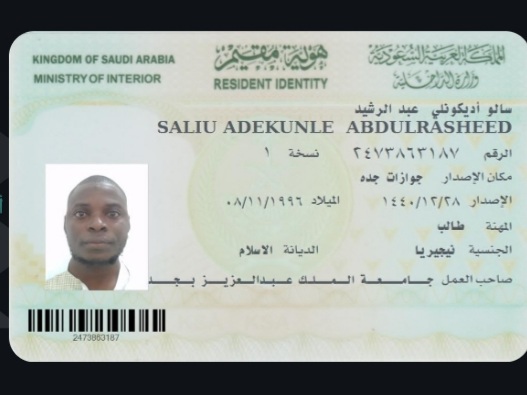 KINGDOM OF SAUDI ARABIA
MINISTRY OF INTERIOR
هوية مقيم
RESIDENT IDENTITY
المملكة العربية السعودية
وزارة الداخلية
سالو أديكونلي عبد الرشيد
SALIU ADEKUNLE ABDULRASHEED
الرقم ٢٤٧٣٨٦٣١٨٧ نسخة ١
مكان الإصدار جوازات جده
الإصدار ١٤٤٠/١٢/٢٨ الميلاد ٠٨/١١/١٩٩٦
المهنة طالب
الجنسية نيجيريا الديانة الاسلام
صاحب العمل جامعة الملك عبدالعزيز بجد
2473863187